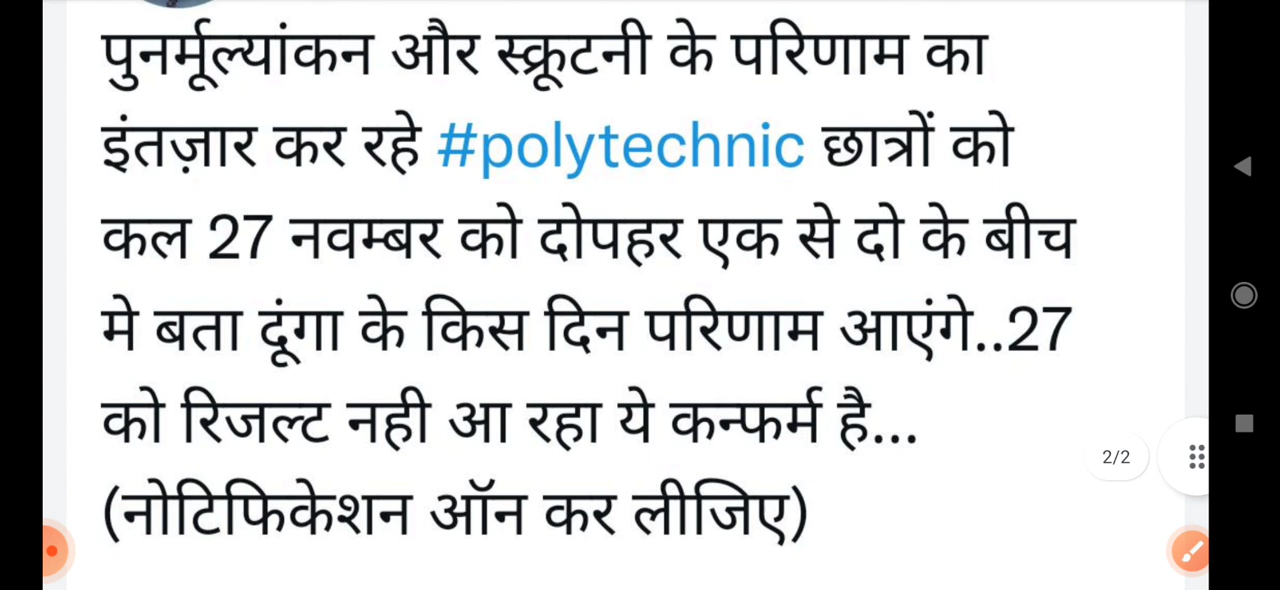 पुनर्मूल्यांकन और स्क्रूटनी के परिणाम का
इंतज़ार कर रहे #polytechnic छात्रों को
कल 27 नवम्बर को दोपहर एक से दो के बीच
मे बता दूंगा के किस दिन परिणाम आएंगे..27
को रिजल्ट नही आ रहा ये कन्फर्म है...
2/2
(नोटिफिकेशन ऑन कर लीजिए)